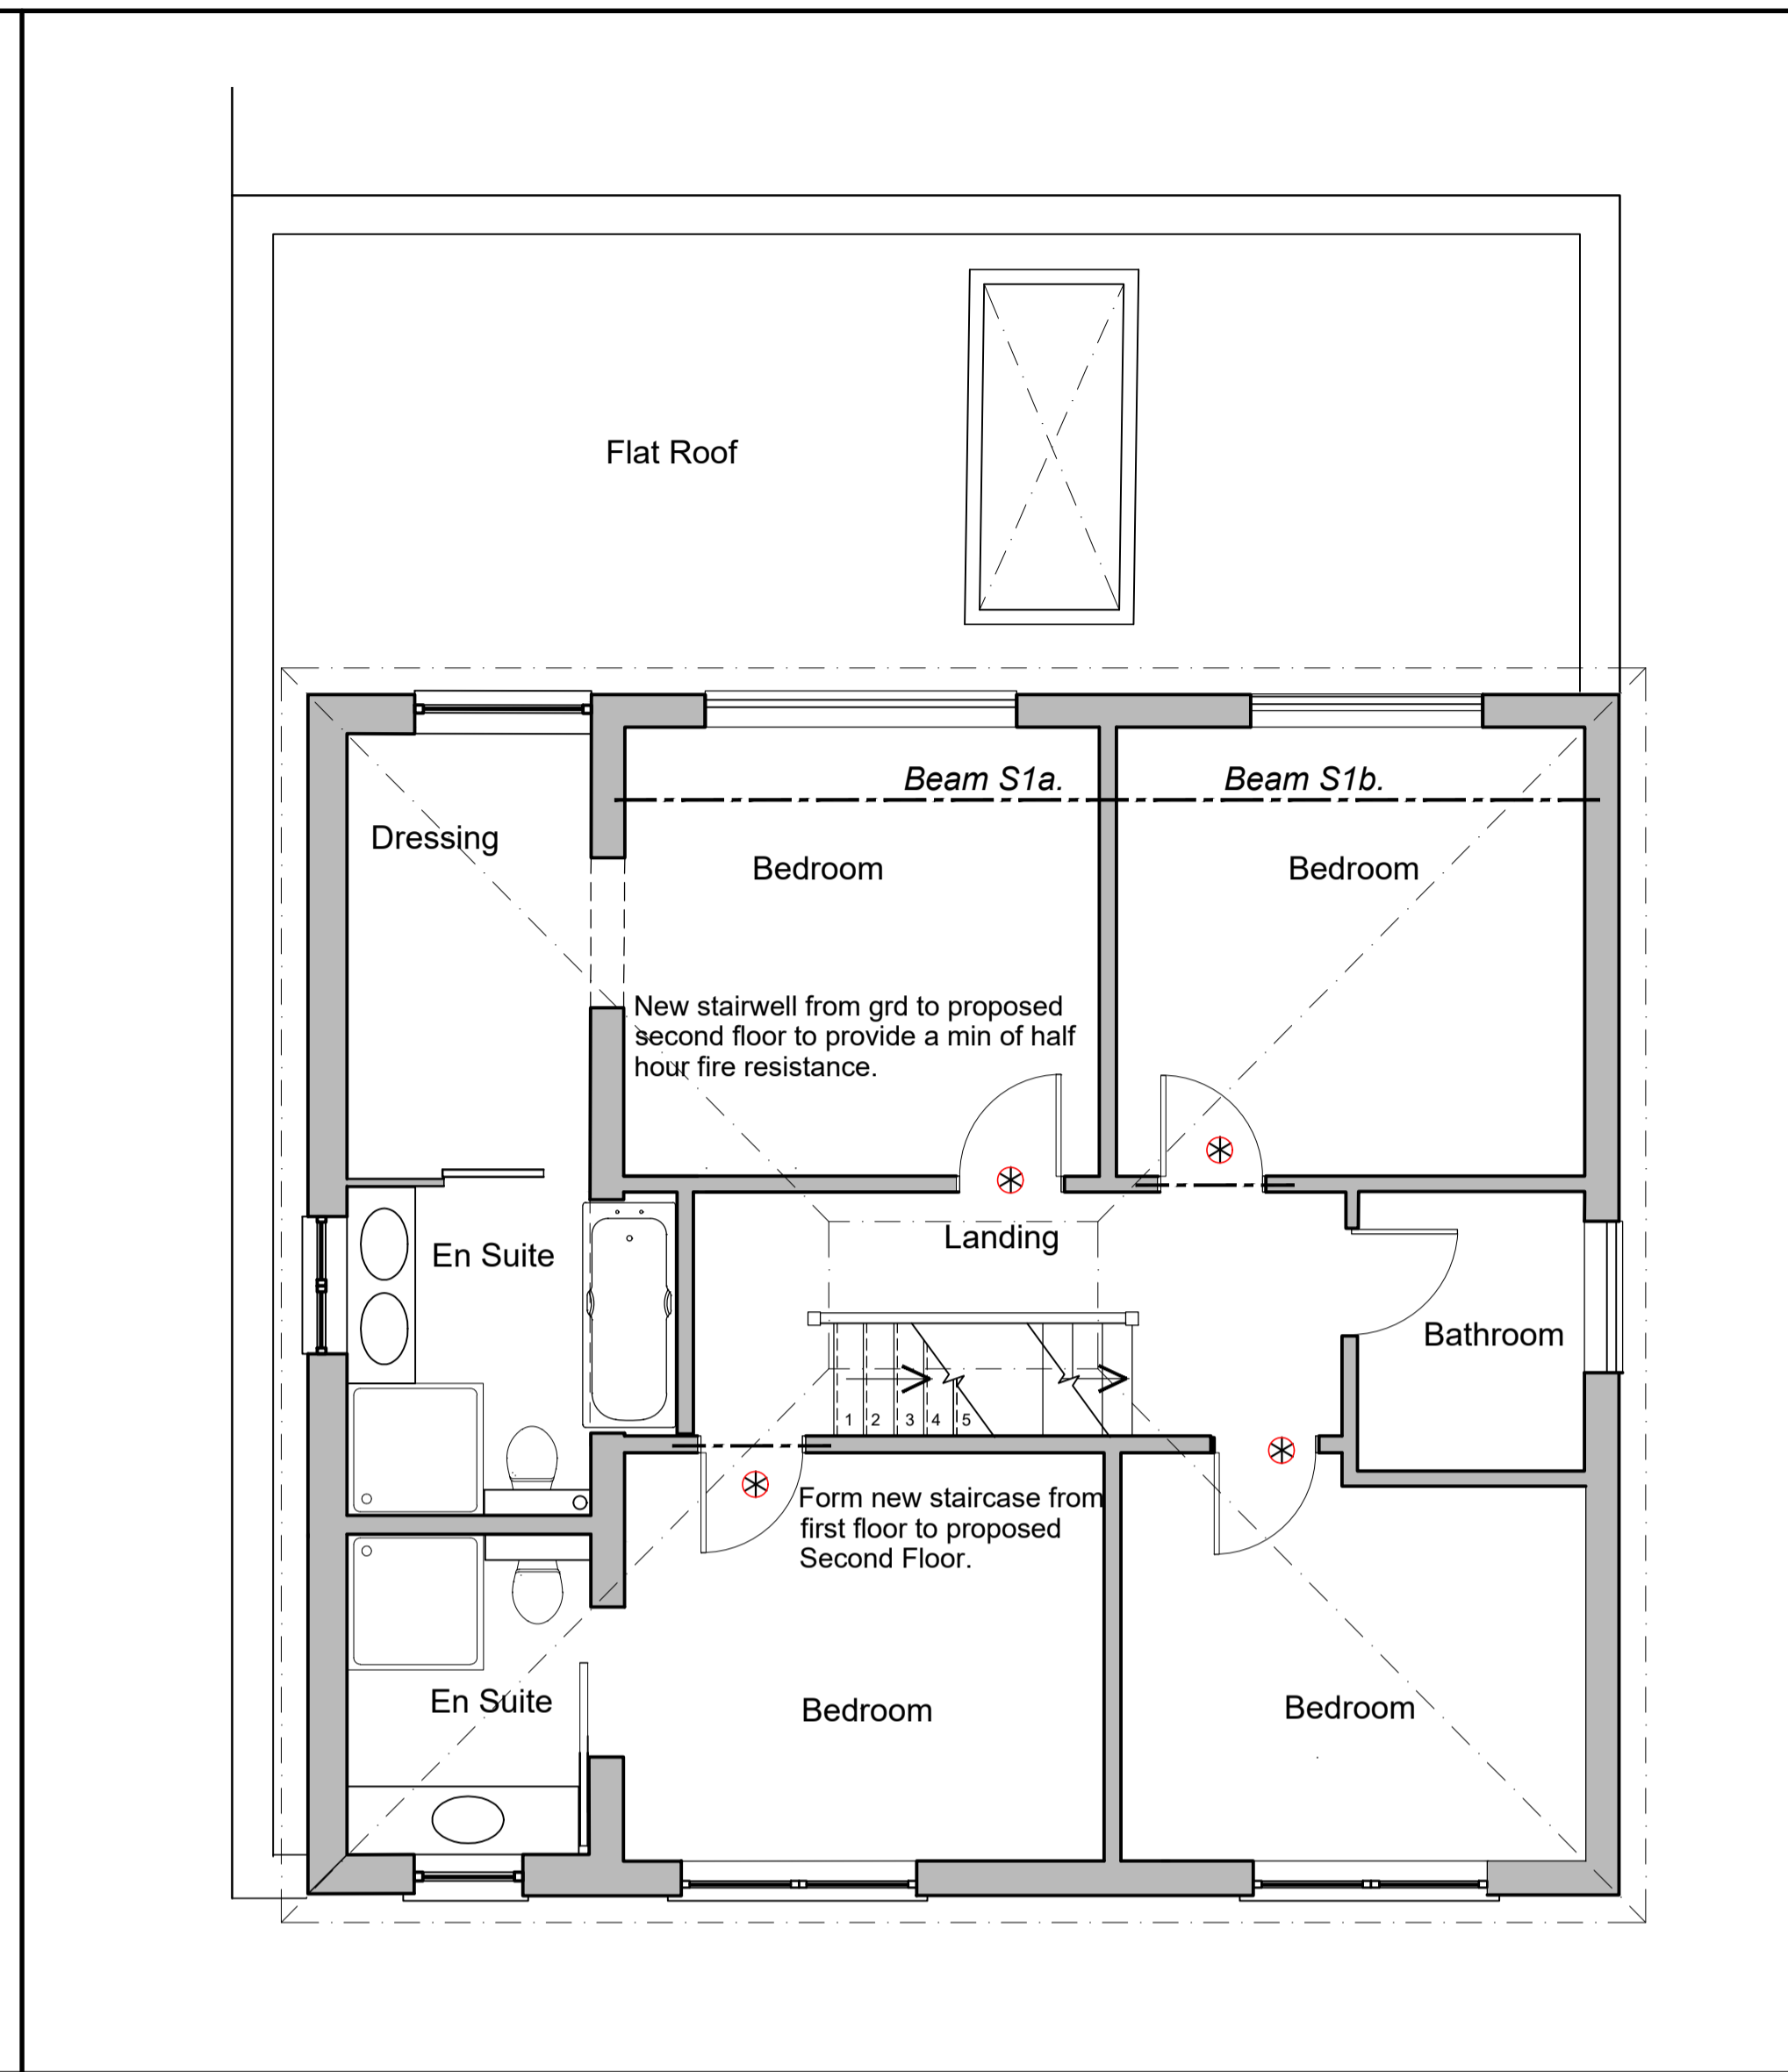 Flat Roof
Beam S1a.
Beam S1b.
Dressing
Bedroom
Bedroom
New stairwell from grd to proposed
second floor to provide a min of half
hour fire resistance.
Landing
En Suite
Bathroom
1 2 3 4 5
Form new staircase from
first floor to proposed
Second Floor.
En Suite
Bedroom
Bedroom